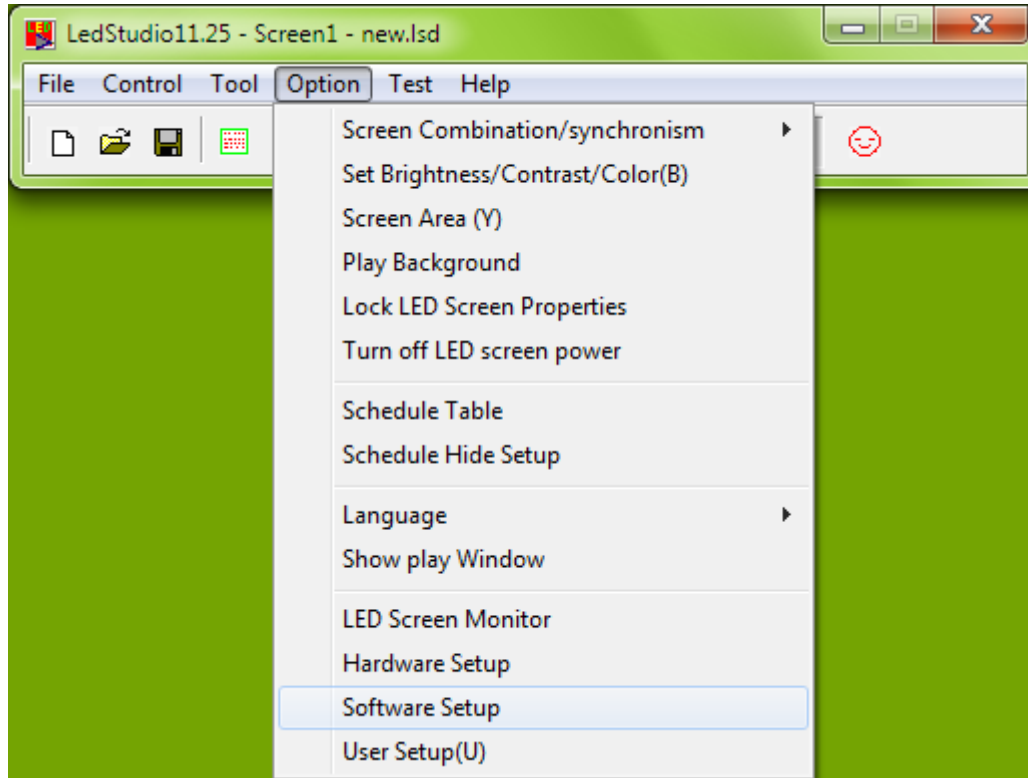 LedStudio11.25 - Screen1 - new.lsd
File Control Tool Option Test Help
Screen Combination/synchronism
Set Brightness/Contrast/Color(B)
Screen Area (Y)
Play Background
Lock LED Screen Properties
Turn off LED screen power
Schedule Table
Schedule Hide Setup
Language
Show play Window
LED Screen Monitor
Hardware Setup
Software Setup
User Setup(U)